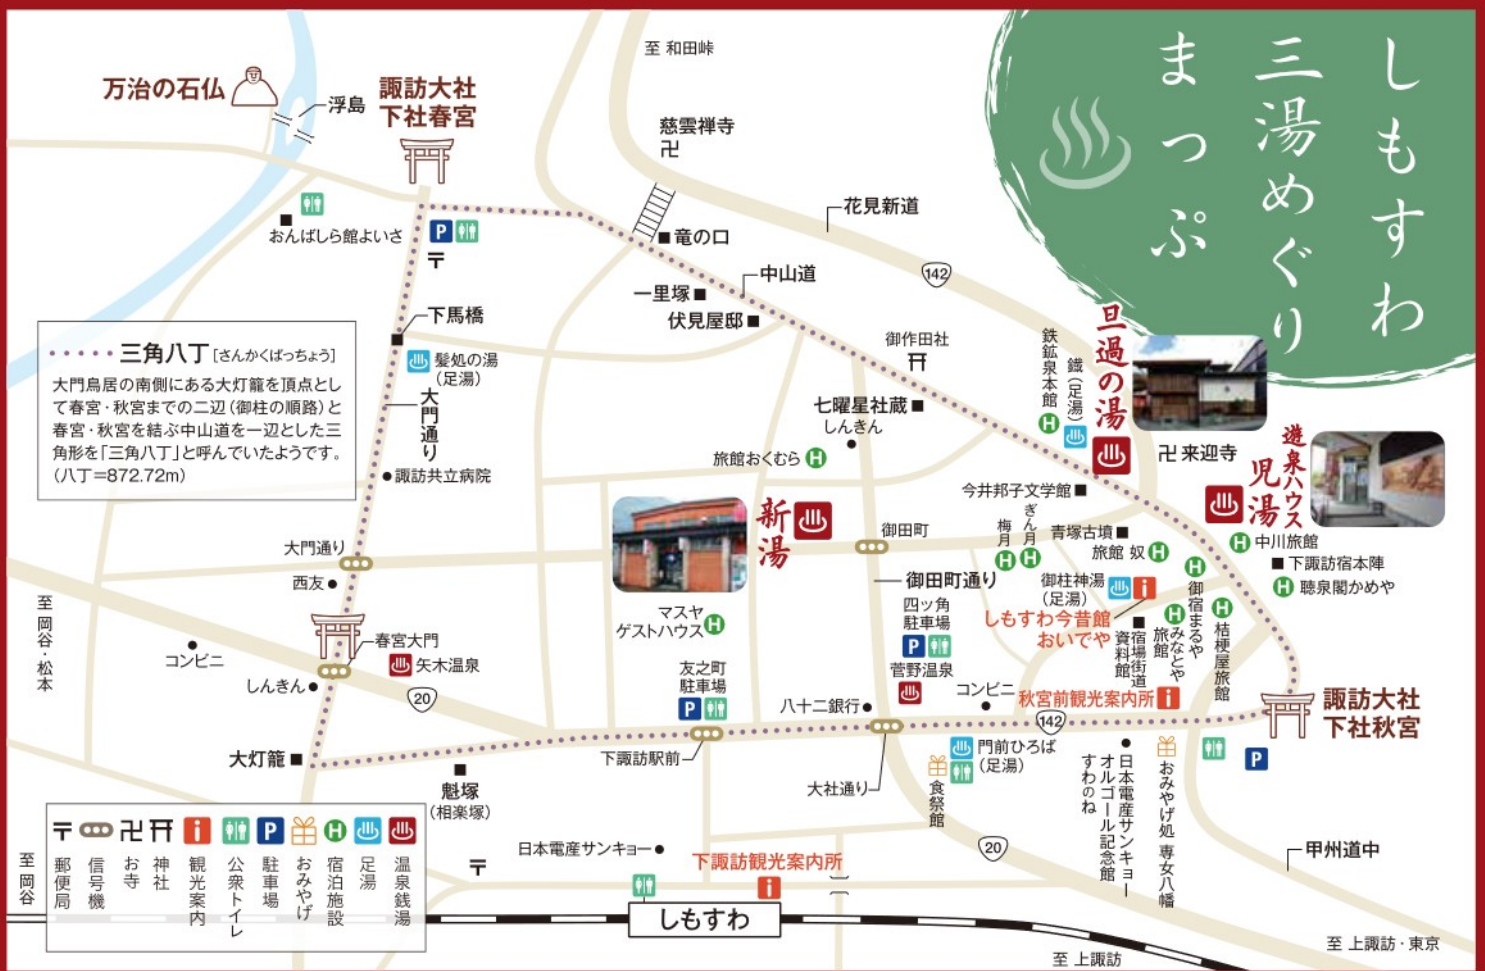 しもすわ
三湯めぐり
まっぷ
至 和田峠
万治の石仏
浮島
諏訪大社
下社春宮
慈雲禅寺
卍
花見新道
おんばしら館よいさ
P
〒
竜の口
中山道
142
一里塚
伏見屋邸
下馬橋
髪処の湯
(足湯)
大門通り
諏訪共立病院
三角八丁[さんかくばっちょう]
大門鳥居の南側にある大灯籠を頂点とし
て春宮・秋宮までの二辺(御柱の順路)と
春宮・秋宮を結ぶ中山道を一辺とした三
角形を「三角八丁」と呼んでいたようです。
(八丁=872.72m)
御作田社
七曜星社蔵
しんきん
旅館おくむら
H
鉄鉱泉本館
H
鐡(足湯)
旦過の湯
卍 来迎寺
遊泉ハウス
児湯
今井邦子文学館
中川旅館
H
下諏訪宿本陣
聴泉閣かめや
H
新湯
御田町
梅月
H
ぎん月
H
青塚古墳
旅館 奴
H
御田町通り
御柱神湯
(足湯)
i
しもすわ今昔館
おいでや
宿場街道
資料館
みなとや
旅館
H
御宿まるや
H
桔梗屋旅館
H
大門通り
西友
至 岡谷・松本
コンビニ
春宮大門
矢木温泉
しんきん
20
マスヤ
ゲストハウス
H
四ッ角
駐車場
P
菅野温泉
友之町
駐車場
P
八十二銀行
コンビニ
秋宮前観光案内所
i
142
諏訪大社
下社秋宮
大灯籠
魁塚
(相楽塚)
下諏訪駅前
大社通り
門前ひろば
(足湯)
食祭館
日本電産サンキョー
オルゴール記念館
すわのね
おみやげ処 専女八幡
P
20
甲州道中
〒 郵便局
信号機
卍 お寺
神社
i 観光案内
公衆トイレ
P 駐車場
おみやげ
H 宿泊施設
足湯
温泉銭湯
至 岡谷
〒
日本電産サンキョー
下諏訪観光案内所
i
しもすわ
至 上諏訪
至 上諏訪・東京